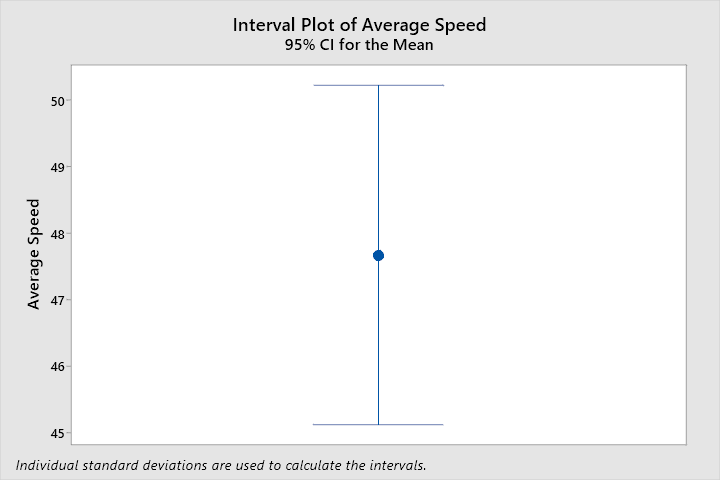 Interval Plot of Average Speed
95% CI for the Mean
50
49
48
47
46
45
Average Speed
Individual standard deviations are used to calculate the intervals.